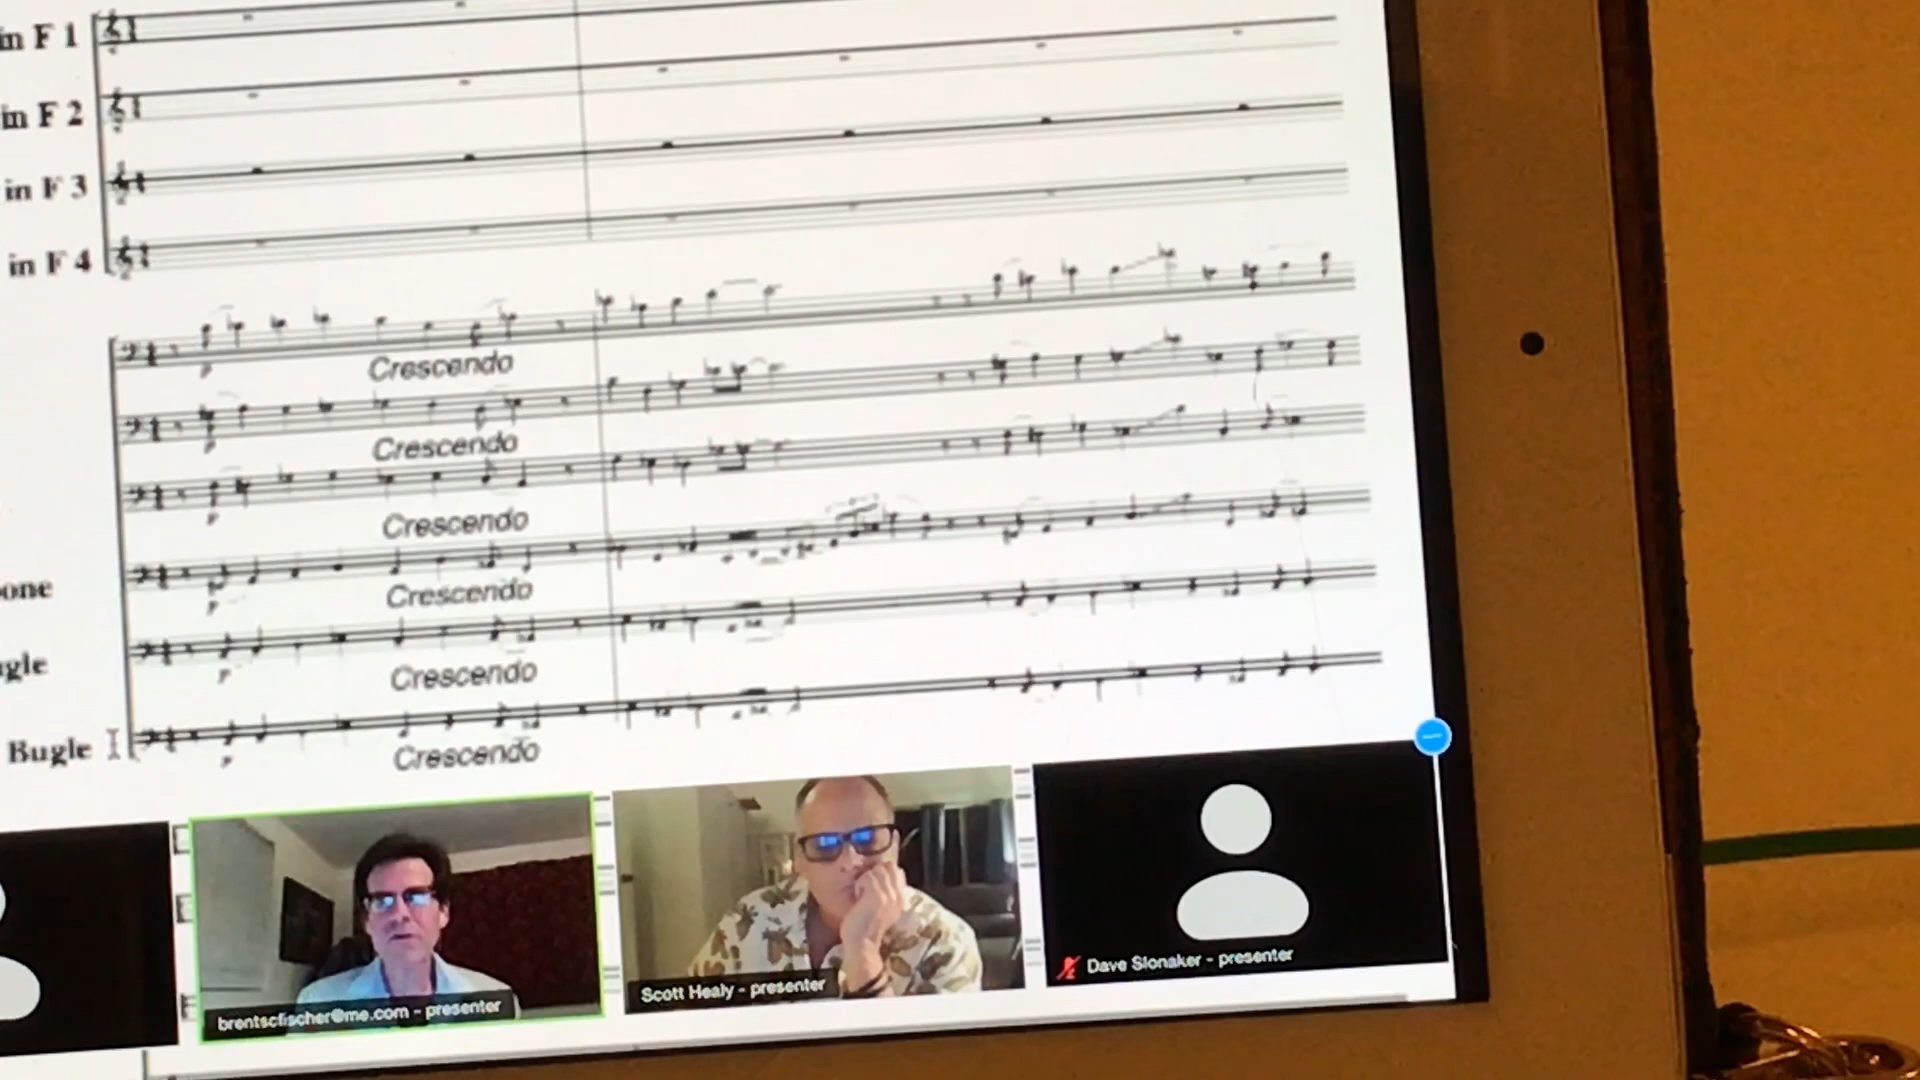 in F 1
in F 2
in F 3
in F 4
p
Crescendo
p
Crescendo
p
Crescendo
one
p
Crescendo
gle
p
Crescendo
Bugle
p
Crescendo
brentscfischer@me.com - presenter
Scott Healy - presenter
Dave Slonaker - presenter